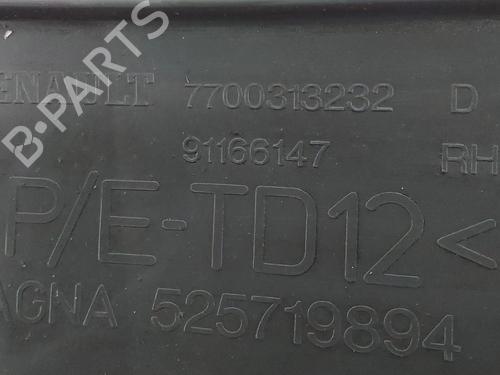 B-PARTS
ENAULT 7700313232 D
91166147 RH
P/E-TD12<
AGNA 525719894